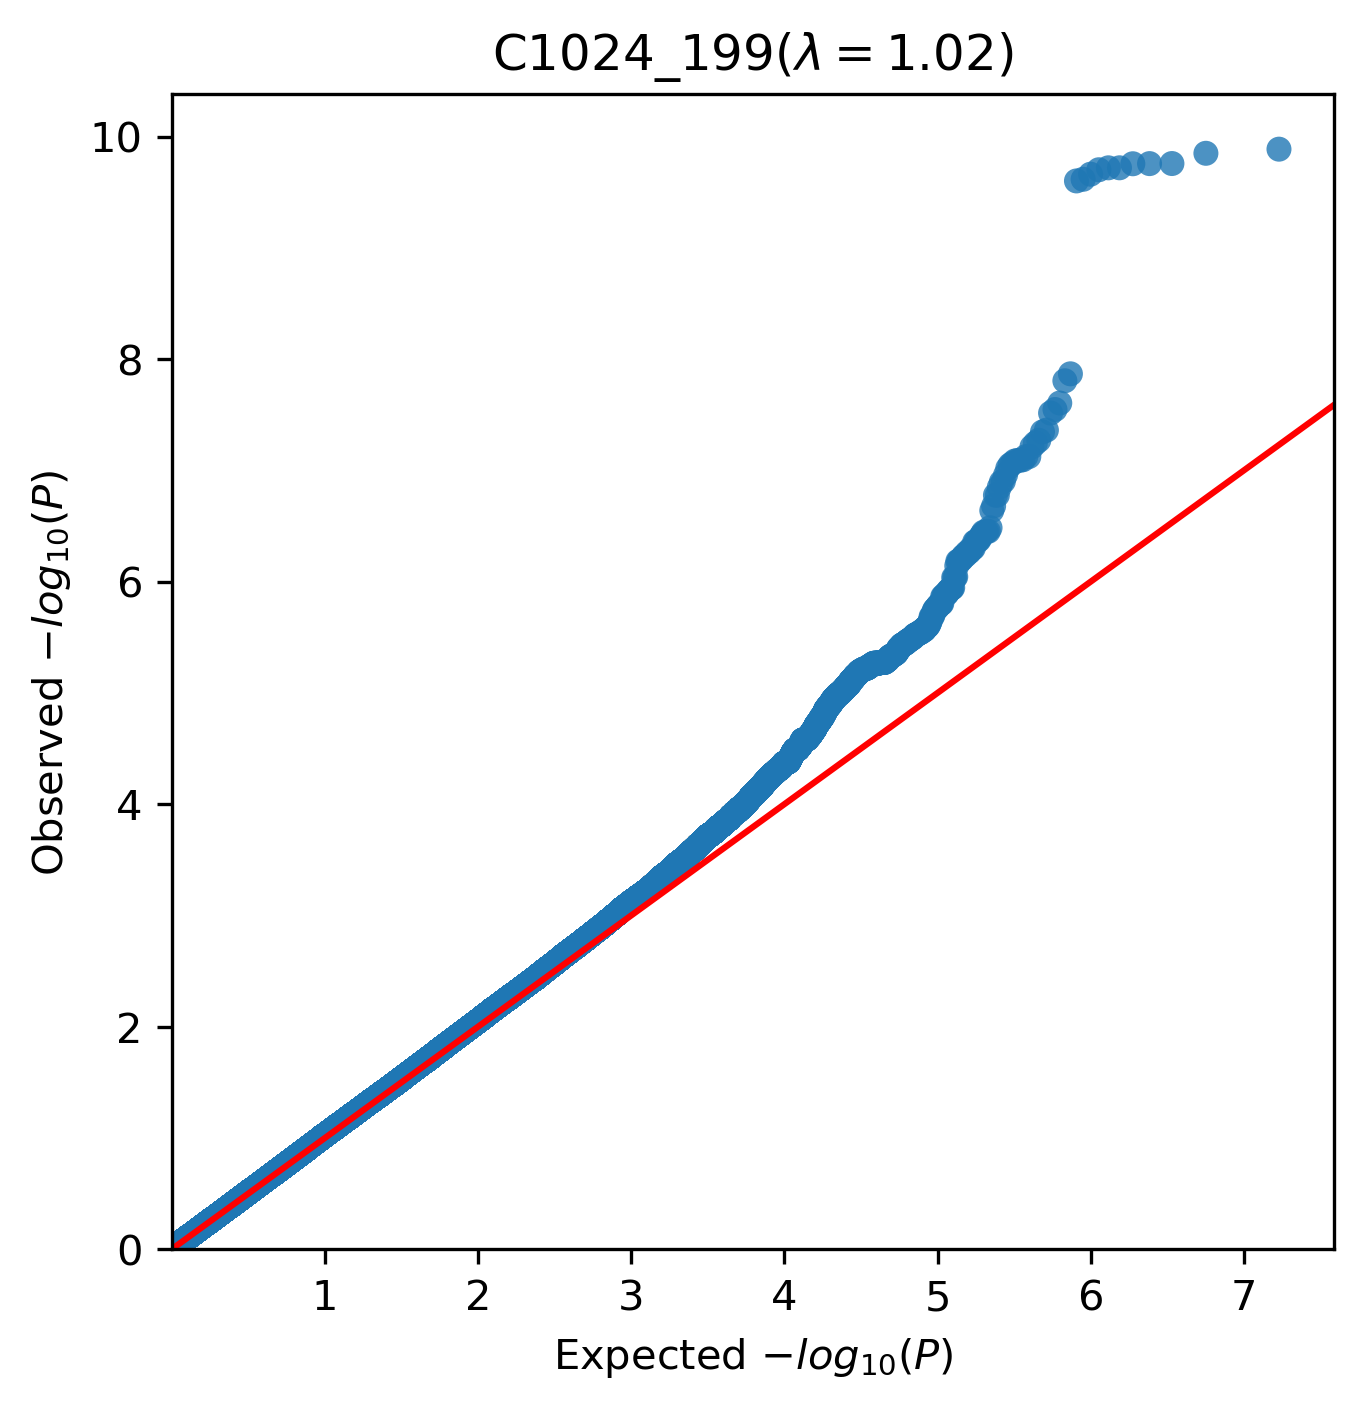 C1024_199(λ = 1.02)
Observed −log₁₀(P)
10
8
6
4
2
0
1 2 3 4 5 6 7
Expected −log₁₀(P)